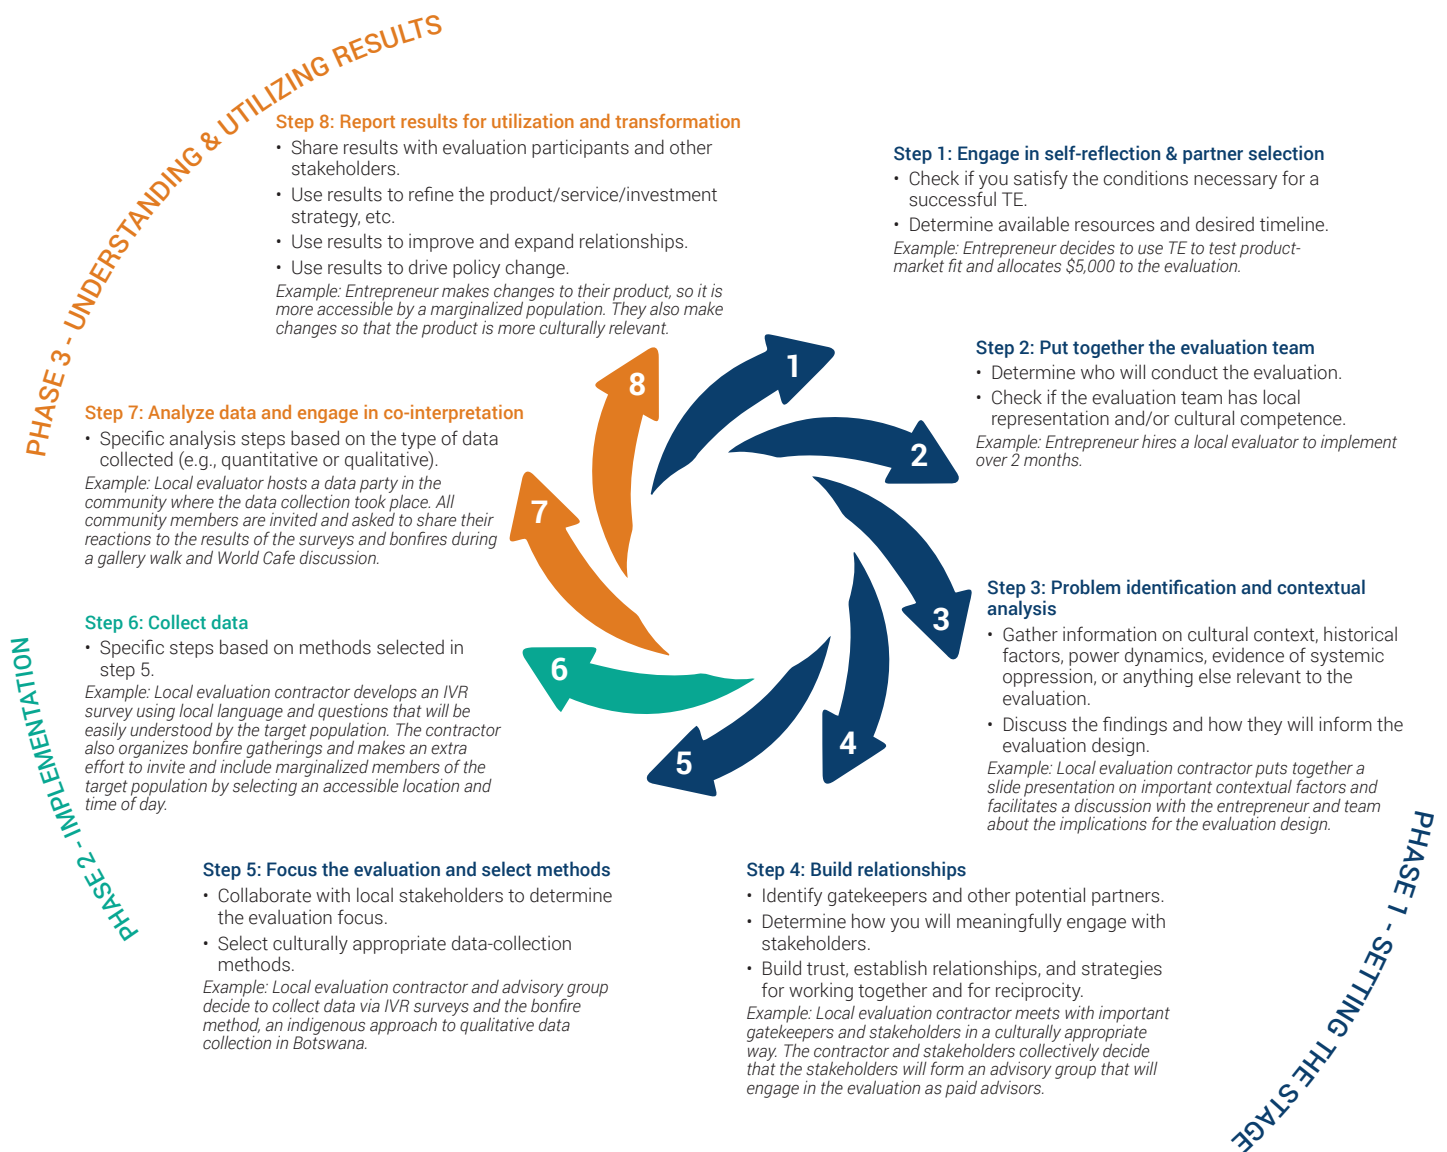 PHASE 3 - UNDERSTANDING & UTILIZING RESULTS
Step 8: Report results for utilization and transformation
• Share results with evaluation participants and other
stakeholders.
• Use results to refine the product/service/investment
strategy, etc.
• Use results to improve and expand relationships.
• Use results to drive policy change.
Example: Entrepreneur makes changes to their product, so it is
more accessible by a marginalized population. They also make
changes so that the product is more culturally relevant.
Step 1: Engage in self-reflection & partner selection
• Check if you satisfy the conditions necessary for a
successful TE.
• Determine available resources and desired timeline.
Example: Entrepreneur decides to use TE to test product-
market fit and allocates $5,000 to the evaluation.
Step 2: Put together the evaluation team
• Determine who will conduct the evaluation.
• Check if the evaluation team has local
representation and/or cultural competence.
Example: Entrepreneur hires a local evaluator to implement
over 2 months.
Step 7: Analyze data and engage in co-interpretation
• Specific analysis steps based on the type of data
collected (e.g., quantitative or qualitative).
Example: Local evaluator hosts a data party in the
community where the data collection took place. All
community members are invited and asked to share their
reactions to the results of the surveys and bonfires during
a gallery walk and World Cafe discussion.
1
2
3
4
5
6
7
8
Step 3: Problem identification and contextual
analysis
• Gather information on cultural context, historical
factors, power dynamics, evidence of systemic
oppression, or anything else relevant to the
evaluation.
• Discuss the findings and how they will inform the
evaluation design.
Example: Local evaluation contractor puts together a
slide presentation on important contextual factors and
facilitates a discussion with the entrepreneur and team
about the implications for the evaluation design.
Step 6: Collect data
• Specific steps based on methods selected in
step 5.
Example: Local evaluation contractor develops an IVR
survey using local language and questions that will be
easily understood by the target population. The contractor
also organizes bonfire gatherings and makes an extra
effort to invite and include marginalized members of the
target population by selecting an accessible location and
time of day.
PHASE 2 - IMPLEMENTATION
Step 5: Focus the evaluation and select methods
• Collaborate with local stakeholders to determine
the evaluation focus.
• Select culturally appropriate data-collection
methods.
Example: Local evaluation contractor and advisory group
decide to collect data via IVR surveys and the bonfire
method, an indigenous approach to qualitative data
collection in Botswana.
Step 4: Build relationships
• Identify gatekeepers and other potential partners.
• Determine how you will meaningfully engage with
stakeholders.
• Build trust, establish relationships, and strategies
for working together and for reciprocity.
Example: Local evaluation contractor meets with important
gatekeepers and stakeholders in a culturally appropriate
way. The contractor and stakeholders collectively decide
that the stakeholders will form an advisory group that will
engage in the evaluation as paid advisors.
PHASE 1 - SETTING THE STAGE